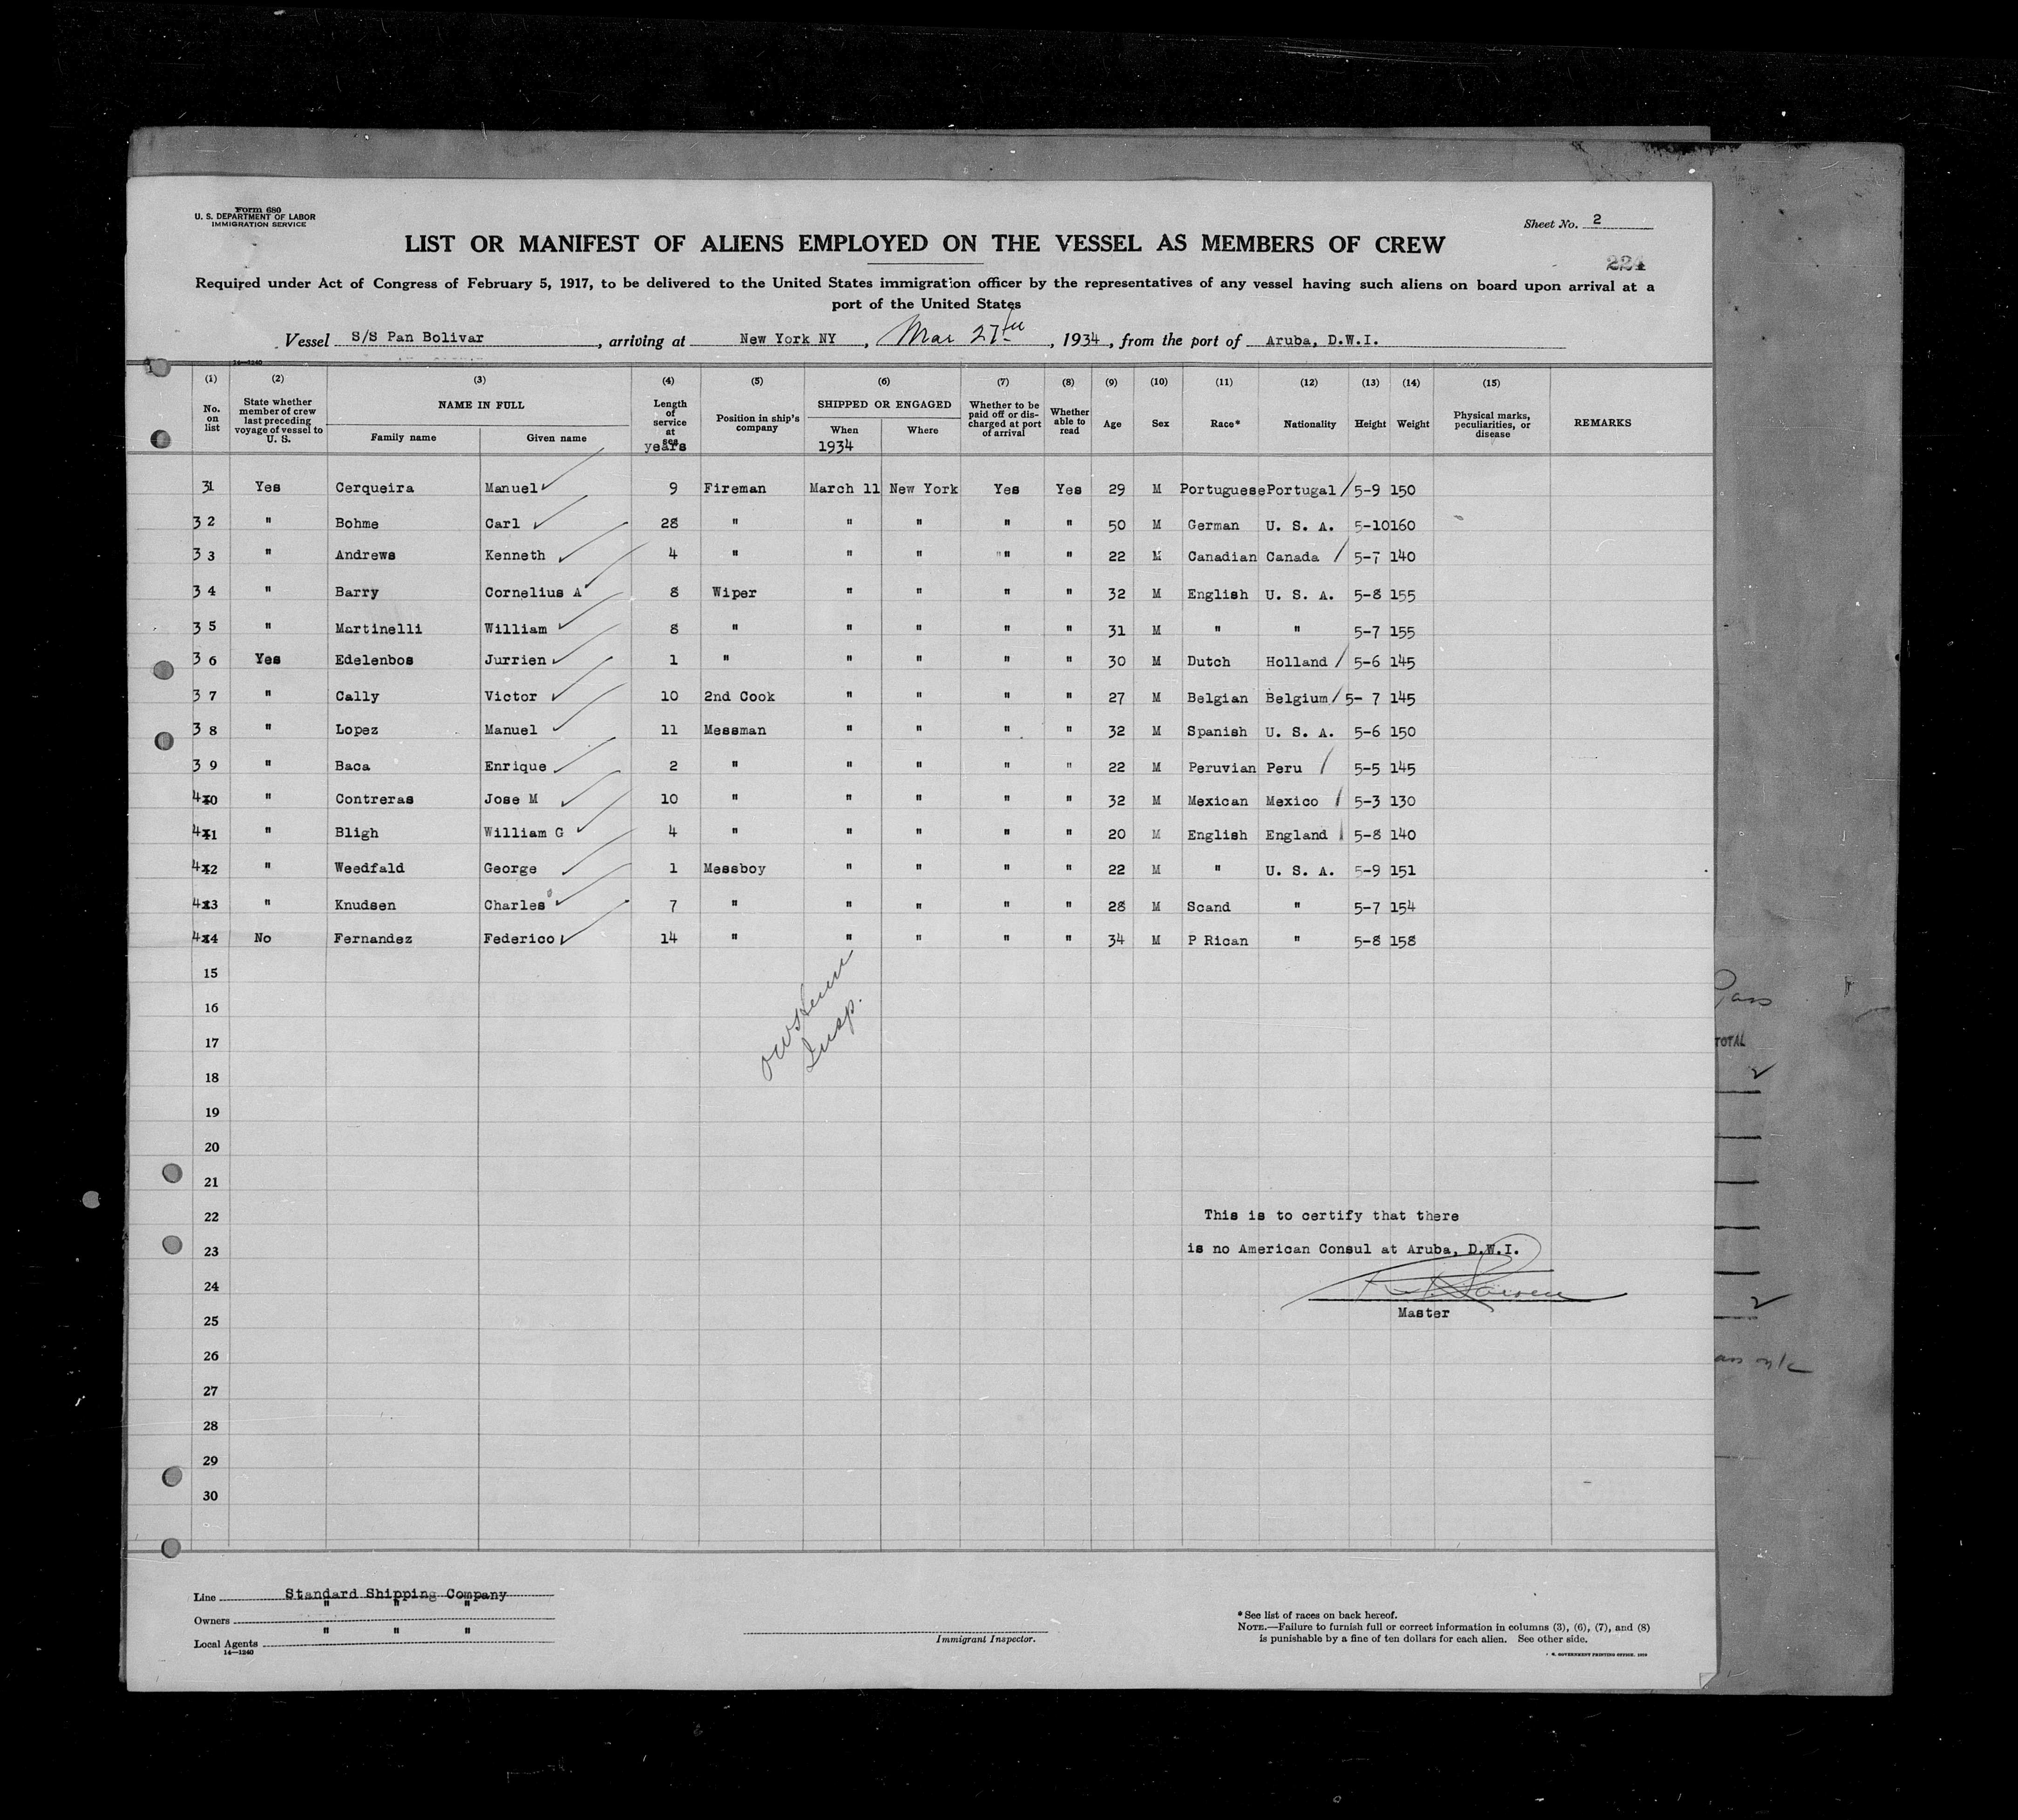 Form 680
U. S. DEPARTMENT OF LABOR
IMMIGRATION SERVICE
Sheet No. 2
LIST OR MANIFEST OF ALIENS EMPLOYED ON THE VESSEL AS MEMBERS OF CREW
224
Required under Act of Congress of February 5, 1917, to be delivered to the United States immigration officer by the representatives of any vessel having such aliens on board upon arrival at a
port of the United States
Vessel S/S Pan Bolivar, arriving at New York NY, Mar 27th, 1934, from the port of Aruba, D.W.I.
14—1240
(1) (2) (3) (4) (5) (6) (7) (8) (9) (10) (11) (12) (13) (14) (15)
No. on list State whether member of crew last preceding voyage of vessel to U. S. NAME IN FULL Family name Given name Length of service at sea years Position in ship's company SHIPPED OR ENGAGED When 1934 Where Whether to be paid off or discharged at port of arrival Whether able to read Age Sex Race* Nationality Height Weight Physical marks, peculiarities, or disease REMARKS
31 Yes Cerqueira Manuel 9 Fireman March 11 New York Yes Yes 29 M Portuguese Portugal 5-9 150
32 " Bohme Carl 28 " " " " " 50 M German U. S. A. 5-10 160
33 " Andrews Kenneth 4 " " " " " 22 M Canadian Canada 5-7 140
34 " Barry Cornelius A 8 Wiper " " " " 32 M English U. S. A. 5-8 155
35 " Martinelli William 8 " " " " " 31 M " " 5-7 155
36 Yes Edelenbos Jurrien 1 " " " " " 30 M Dutch Holland 5-6 145
37 " Cally Victor 10 2nd Cook " " " " 27 M Belgian Belgium 5- 7 145
38 " Lopez Manuel 11 Messman " " " " 32 M Spanish U. S. A. 5-6 150
39 " Baca Enrique 2 " " " " " 22 M Peruvian Peru 5-5 145
40 " Contreras Jose M 10 " " " " " 32 M Mexican Mexico 5-3 130
41 " Bligh William G 4 " " " " " 20 M English England 5-8 140
42 " Weedfald George 1 Messboy " " " " 22 M " U. S. A. 5-9 151
43 " Knudsen Charles 7 " " " " " 28 M Scand " 5-7 154
44 No Fernandez Federico 14 " " " " " 34 M P Rican " 5-8 158
15
16
Insp.
17
18
19
20
21
22 This is to certify that there
23 is no American Consul at Aruba, D.W.I.
24
25 Master
26
27
28
29
30
Pass
TOTAL
2
2
Line Standard Shipping Company
Owners " " "
Local Agents " " "
14—1240
Immigrant Inspector.
*See list of races on back hereof.
NOTE.—Failure to furnish full or correct information in columns (3), (6), (7), and (8)
is punishable by a fine of ten dollars for each alien. See other side.